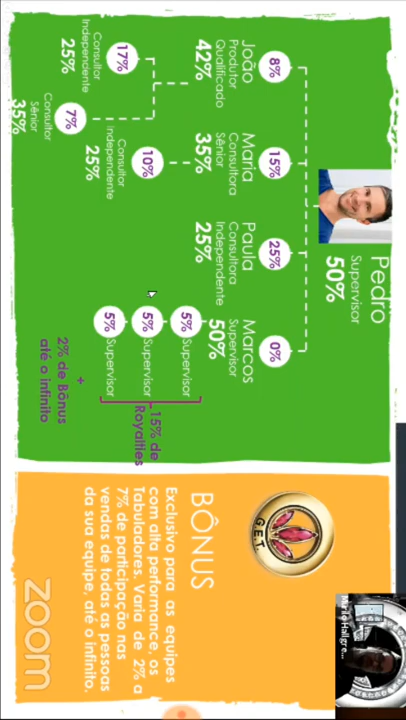 Pedro
Supervisor
50%
8%
João
Produtor
Qualificado
42%
15%
Maria
Consultora
Sênior
35%
25%
Paula
Consultora
Independente
25%
0%
Marcos
Supervisor
50%
17%
Consultor
Independente
25%
7%
Consultor
Sênior
35%
10%
Consultor
Independente
25%
5% Supervisor
5% Supervisor
5% Supervisor
15% de
Royalties
+
2% de Bônus
até o infinito
G.E.T.
BÔNUS
Exclusivo para as equipes
com alta performance, os
Tabuladores. Varia de 2% a
7% de participação nas
vendas de todos as pessoas
da sua equipe, até o infinito.
zoom